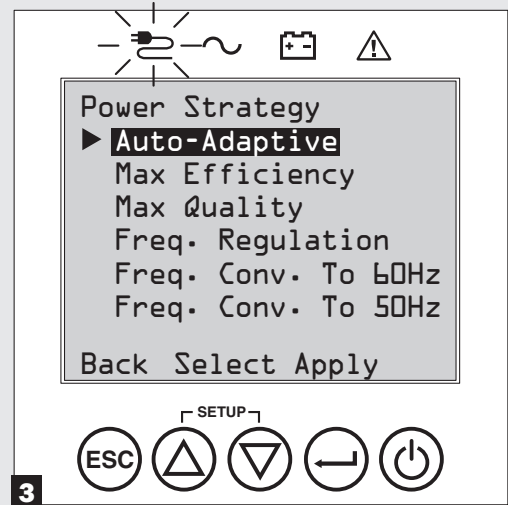 Power Strategy
Auto-Adaptive
Max Efficiency
Max Quality
Freq. Regulation
Freq. Conv. To 60Hz
Freq. Conv. To 50Hz
Back Select Apply
SETUP
ESC
3